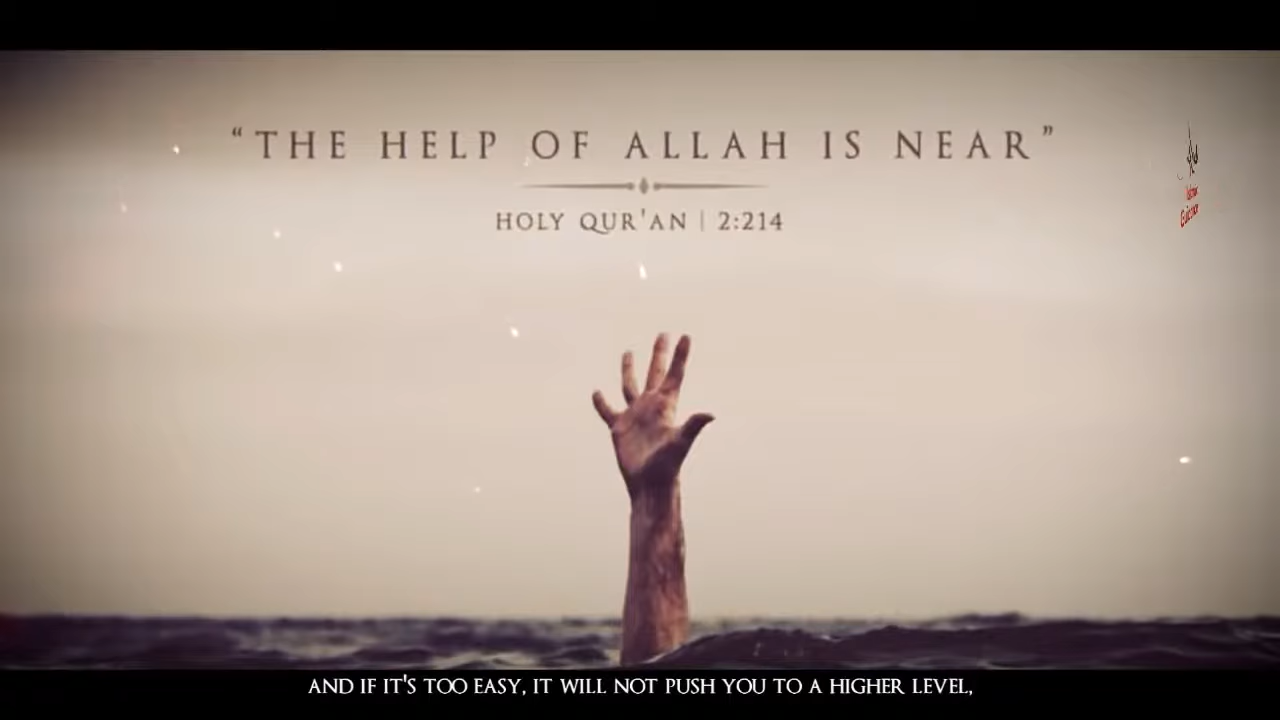 “THE HELP OF ALLAH IS NEAR”
HOLY QUR'AN | 2:214
AND IF IT'S TOO EASY, IT WILL NOT PUSH YOU TO A HIGHER LEVEL,